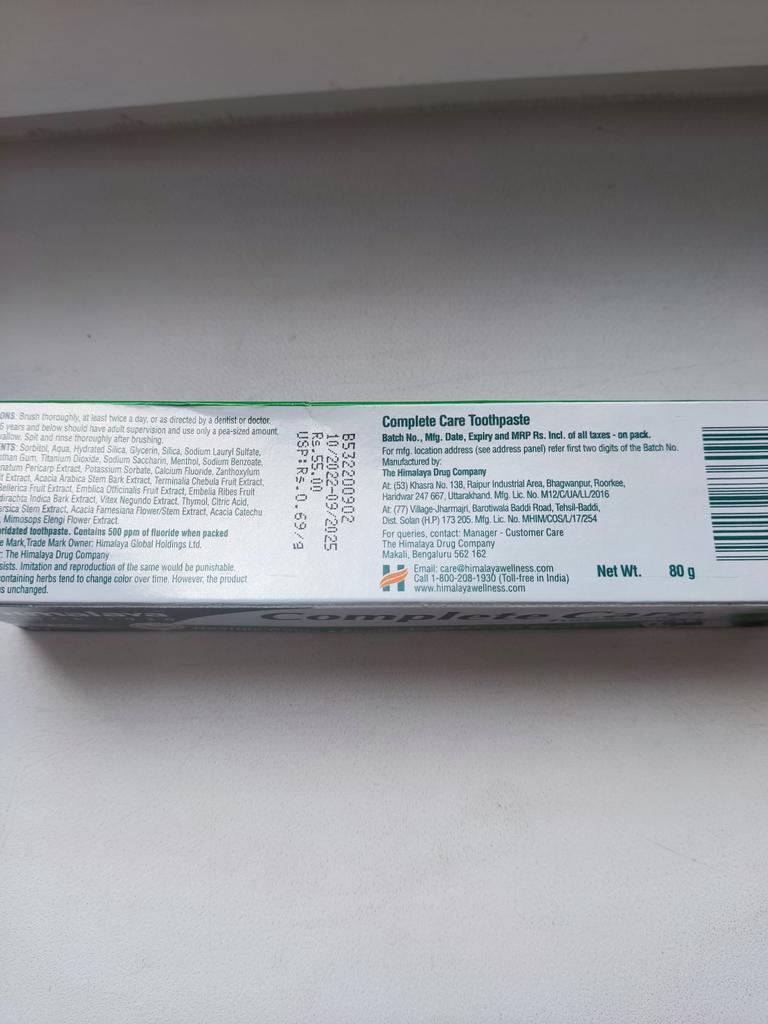 ONS: Brush thoroughly, at least twice a day, or as directed by a dentist or doctor.
6 years and below should have adult supervision and use only a pea-sized amount.
wallow. Spit and rinse thoroughly after brushing.
NTS: Sorbitol, Aqua, Hydrated Silica, Glycerin, Silica, Sodium Lauryl Sulfate,
nthan Gum, Titanium Dioxide, Sodium Saccharin, Menthol, Sodium Benzoate,
natum Pericarp Extract, Potassium Sorbate, Calcium Fluoride, Zanthoxylum
it Extract, Acacia Arabica Stem Bark Extract, Terminalia Chebula Fruit Extract,
Bellerica Fruit Extract, Emblica Officinalis Fruit Extract, Embelia Ribes Fruit
dirachta Indica Bark Extract, Vitex Negundo Extract, Thymol, Citric Acid,
ersica Stem Extract, Acacia Farnesiana Flower/Stem Extract, Acacia Catechu
, Mimosops Elengi Flower Extract.
oridated toothpaste. Contains 500 ppm of fluoride when packed
e Mark,Trade Mark Owner: Himalaya Global Holdings Ltd.
: The Himalaya Drug Company
sists. Imitation and reproduction of the same would be punishable.
containing herbs tend to change color over time. However, the product
s unchanged.
B532200902
10/2022-09/2025
Rs.55.00
USP:Rs.0.69/g
Complete Care Toothpaste
Batch No., Mfg. Date, Expiry and MRP Rs. Incl. of all taxes - on pack.
For mfg. location address (see address panel) refer first two digits of the Batch No.
Manufactured by:
The Himalaya Drug Company
At: (53) Khasra No. 138, Raipur Industrial Area, Bhagwanpur, Roorkee,
Haridwar 247 667, Uttarakhand. Mfg. Lic. No. M12/C/UA/LL/2016
At: (77) Village-Jharmajri, Barotiwala Baddi Road, Tehsil-Baddi,
Dist. Solan (H.P) 173 205. Mfg. Lic. No. MHIM/COS/L/17/254
For queries, contact: Manager - Customer Care
The Himalaya Drug Company
Makali, Bengaluru 562 162
Email: care@himalayawellness.com
Call 1-800-208-1930 (Toll-free in India)
www.himalayawellness.com
Net Wt. 80 g
Complete Care